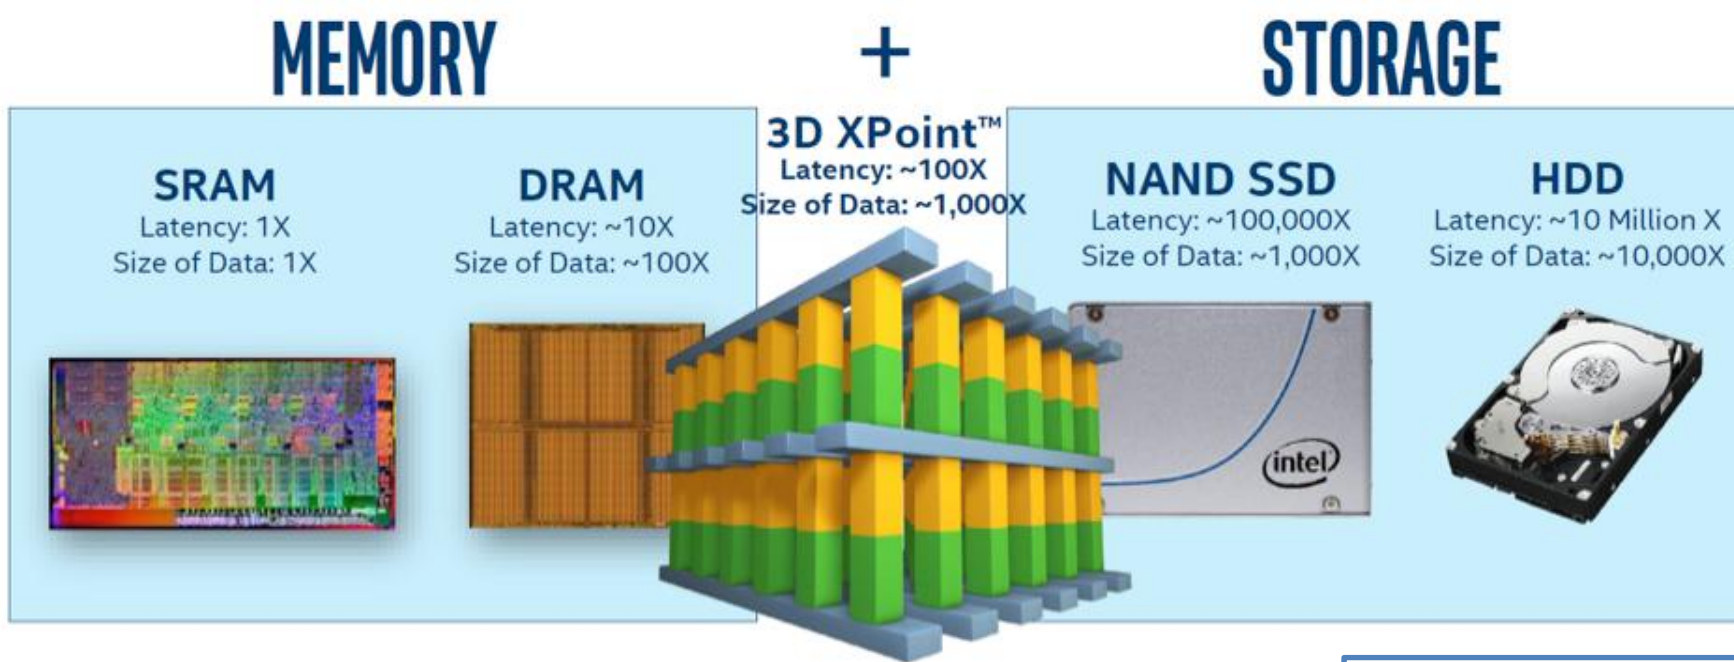 MEMORY
+
STORAGE
3D XPoint™
Latency: ~100X
Size of Data: ~1,000X
SRAM
Latency: 1X
Size of Data: 1X
DRAM
Latency: ~10X
Size of Data: ~100X
NAND SSD
Latency: ~100,000X
Size of Data: ~1,000X
HDD
Latency: ~10 Million X
Size of Data: ~10,000X
intel